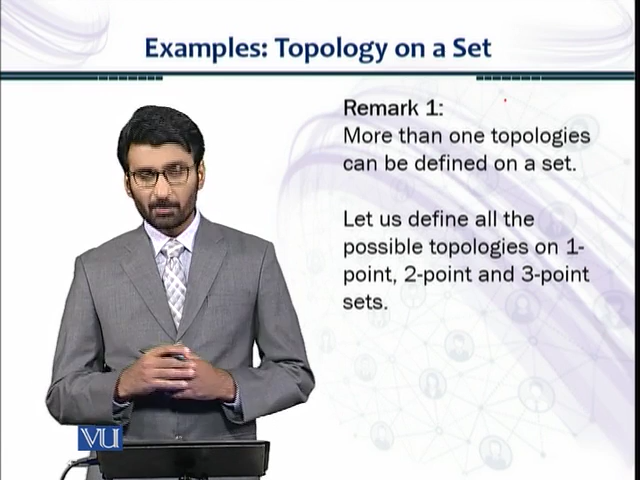 Examples: Topology on a Set
Remark 1:
More than one topologies
can be defined on a set.
Let us define all the
possible topologies on 1-
point, 2-point and 3-point
sets.
VU